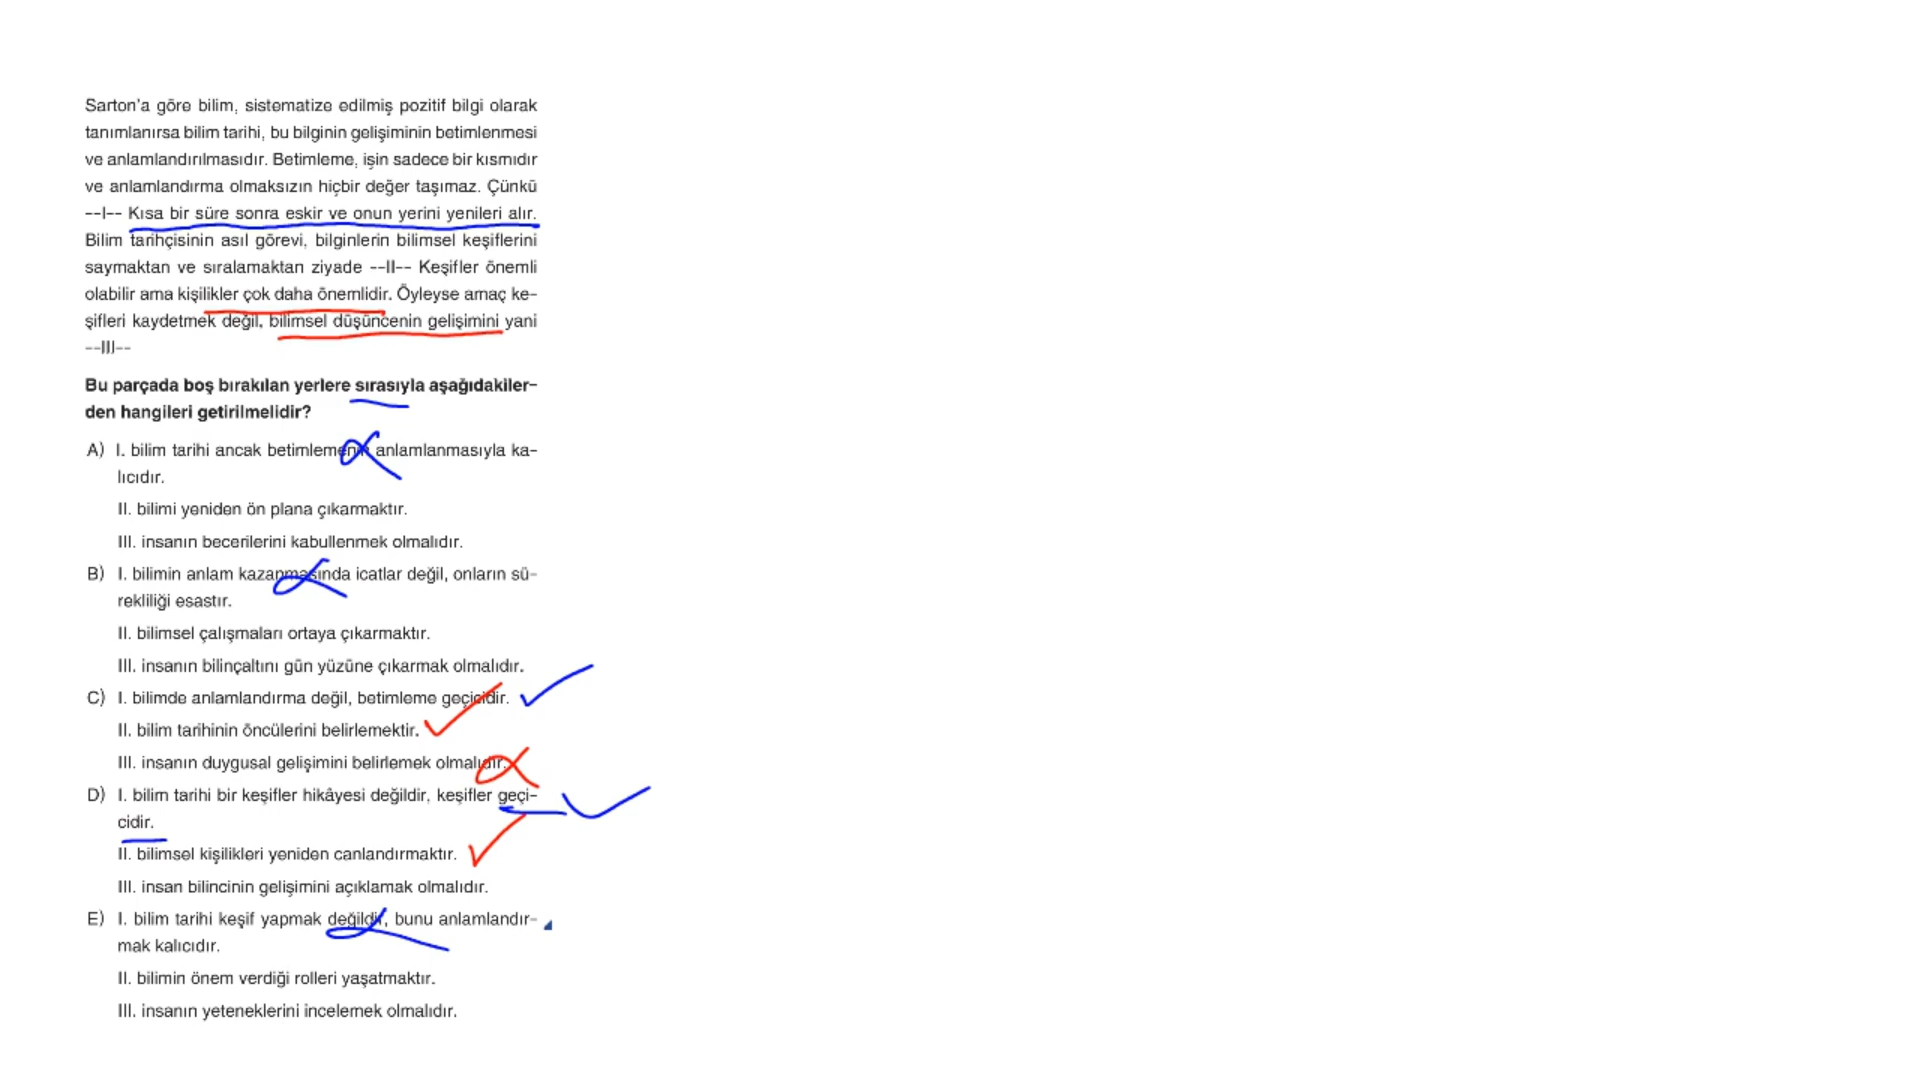 Sarton'a göre bilim, sistematize edilmiş pozitif bilgi olarak
tanımlanırsa bilim tarihi, bu bilginin gelişiminin betimlenmesi
ve anlamlandırılmasıdır. Betimleme, işin sadece bir kısmıdır
ve anlamlandırma olmaksızın hiçbir değer taşımaz. Çünkü
--I-- Kısa bir süre sonra eskir ve onun yerini yenileri alır.
Bilim tarihçisinin asıl görevi, bilginlerin bilimsel keşiflerini
saymaktan ve sıralamaktan ziyade --II-- Keşifler önemli
olabilir ama kişilikler çok daha önemlidir. Öyleyse amaç ke-
şifleri kaydetmek değil, bilimsel düşüncenin gelişimini yani
--III--
Bu parçada boş bırakılan yerlere sırasıyla aşağıdakiler-
den hangileri getirilmelidir?
A) I. bilim tarihi ancak betimlemenin anlamlanmasıyla ka-
lıcıdır.
II. bilimi yeniden ön plana çıkarmaktır.
III. insanın becerilerini kabullenmek olmalıdır.
B) I. bilimin anlam kazanmasında icatlar değil, onların sü-
rekliliği esastır.
II. bilimsel çalışmaları ortaya çıkarmaktır.
III. insanın bilinçaltını gün yüzüne çıkarmak olmalıdır.
C) I. bilimde anlamlandırma değil, betimleme geçicidir.
II. bilim tarihinin öncülerini belirlemektir.
III. insanın duygusal gelişimini belirlemek olmalıdır.
D) I. bilim tarihi bir keşifler hikâyesi değildir, keşifler geçi-
cidir.
II. bilimsel kişilikleri yeniden canlandırmaktır.
III. insan bilincinin gelişimini açıklamak olmalıdır.
E) I. bilim tarihi keşif yapmak değildir, bunu anlamlandır-
mak kalıcıdır.
II. bilimin önem verdiği rolleri yaşatmaktır.
III. insanın yeteneklerini incelemek olmalıdır.